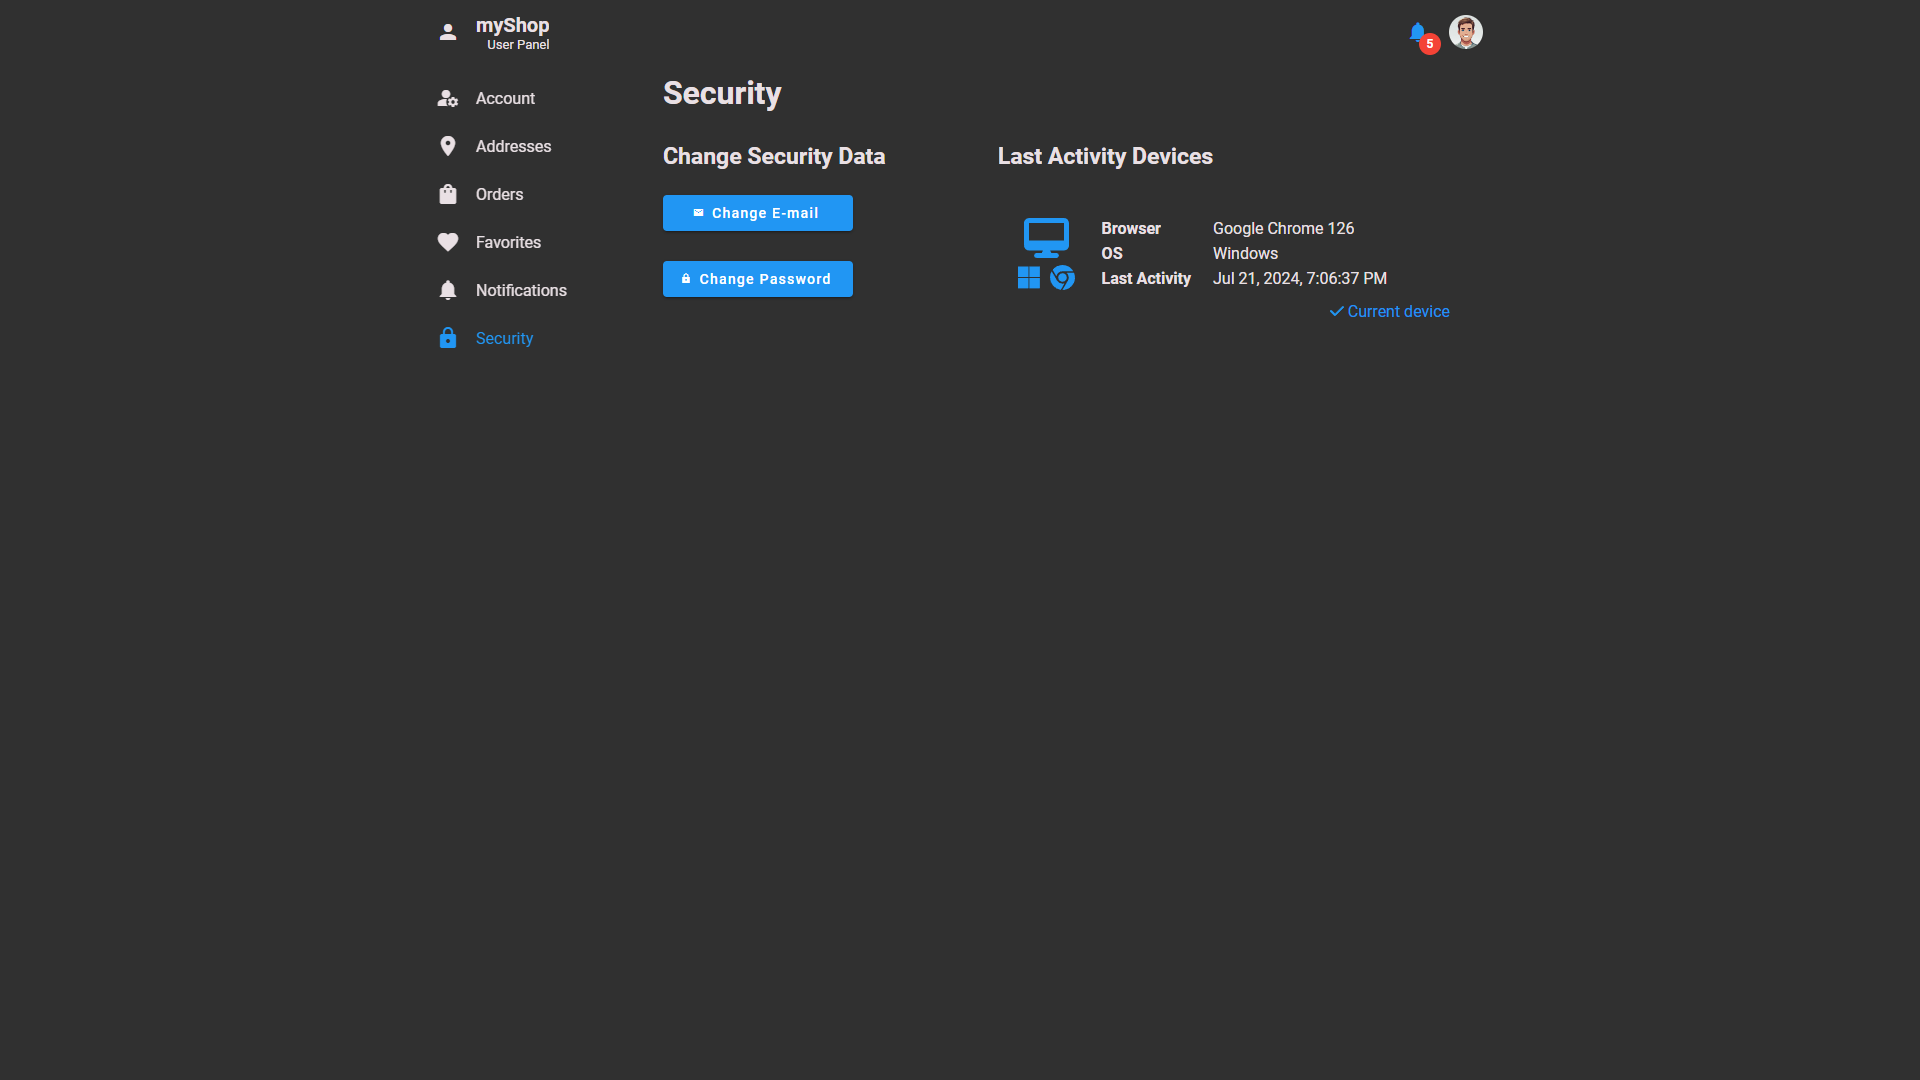 myShop
User Panel
5
Account
Addresses
Orders
Favorites
Notifications
Security
Security
Change Security Data
Change E-mail
Change Password
Last Activity Devices
Browser Google Chrome 126
OS Windows
Last Activity Jul 21, 2024, 7:06:37 PM
Current device